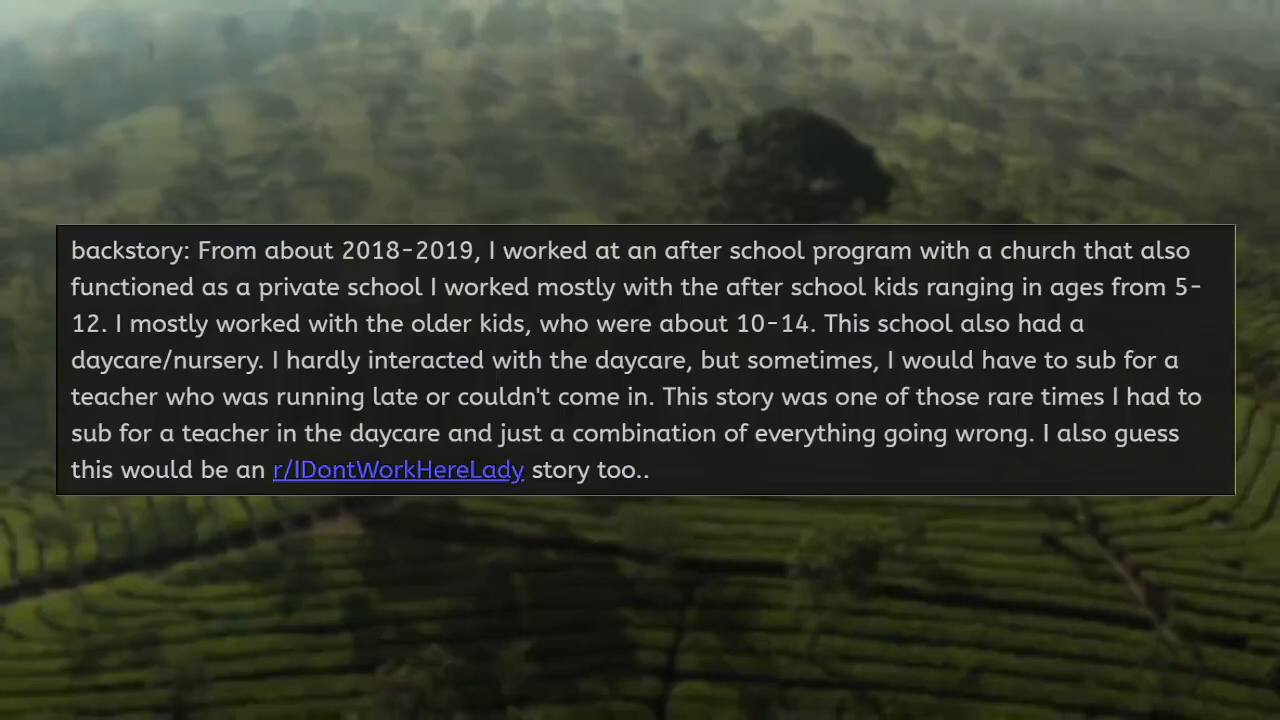 backstory: From about 2018-2019, I worked at an after school program with a church that also
functioned as a private school I worked mostly with the after school kids ranging in ages from 5-
12. I mostly worked with the older kids, who were about 10-14. This school also had a
daycare/nursery. I hardly interacted with the daycare, but sometimes, I would have to sub for a
teacher who was running late or couldn't come in. This story was one of those rare times I had to
sub for a teacher in the daycare and just a combination of everything going wrong. I also guess
this would be an r/IDontWorkHereLady story too..